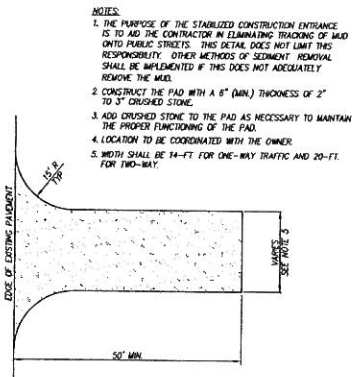 NOTES:
1. THE PURPOSE OF THE STABILIZED CONSTRUCTION ENTRANCE
IS TO AID THE CONTRACTOR IN ELIMINATING TRACKING OF MUD
ONTO PUBLIC STREETS. THIS DETAIL DOES NOT LIMIT THIS
RESPONSIBILITY. OTHER METHODS OF SEDIMENT REMOVAL
SHALL BE IMPLEMENTED IF THIS DOES NOT ADEQUATELY
REMOVE THE MUD.
2. CONSTRUCT THE PAD WITH A 6" (MIN.) THICKNESS OF 2"
TO 3" CRUSHED STONE.
3. ADD CRUSHED STONE TO THE PAD AS NECESSARY TO MAINTAIN
THE PROPER FUNCTIONING OF THE PAD.
4. LOCATION TO BE COORDINATED WITH THE OWNER.
5. WIDTH SHALL BE 14-FT. FOR ONE-WAY TRAFFIC AND 20-FT.
FOR TWO-WAY.
15' R
TYP
EDGE OF EXISTING PAVEMENT
VARIES
SEE NOTE 5
50' MIN.